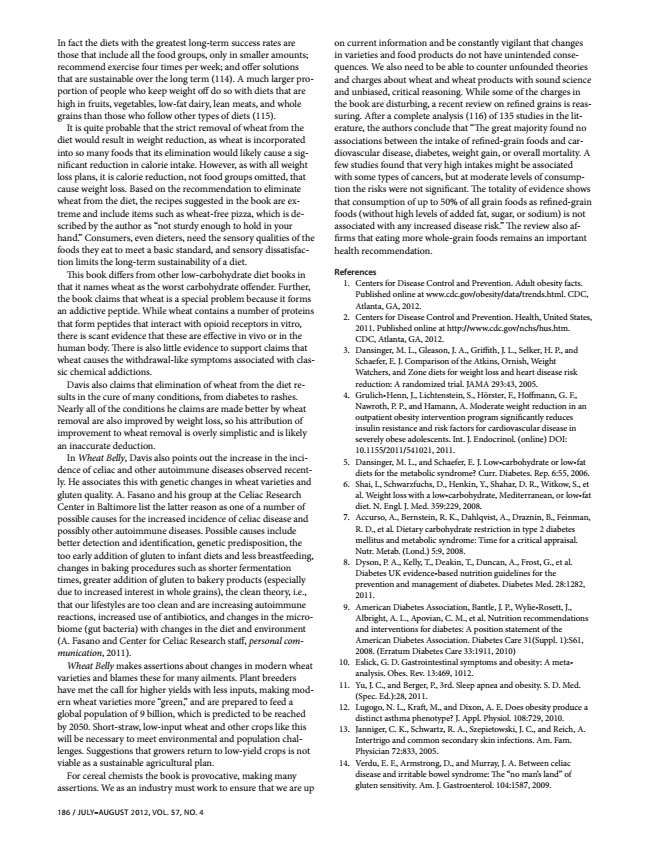 In fact the diets with the greatest long-term success rates are
those that include all the food groups, only in smaller amounts;
recommend exercise four times per week; and offer solutions
that are sustainable over the long term (114). A much larger pro-
portion of people who keep weight off do so with diets that are
high in fruits, vegetables, low-fat dairy, lean meats, and whole
grains than those who follow other types of diets (115).
It is quite probable that the strict removal of wheat from the
diet would result in weight reduction, as wheat is incorporated
into so many foods that its elimination would likely cause a sig-
nificant reduction in calorie intake. However, as with all weight
loss plans, it is calorie reduction, not food groups omitted, that
cause weight loss. Based on the recommendation to eliminate
wheat from the diet, the recipes suggested in the book are ex-
treme and include items such as wheat-free pizza, which is de-
scribed by the author as “not sturdy enough to hold in your
hand.” Consumers, even dieters, need the sensory qualities of the
foods they eat to meet a basic standard, and sensory dissatisfac-
tion limits the long-term sustainability of a diet.
This book differs from other low-carbohydrate diet books in
that it names wheat as the worst carbohydrate offender. Further,
the book claims that wheat is a special problem because it forms
an addictive peptide. While wheat contains a number of proteins
that form peptides that interact with opioid receptors in vitro,
there is scant evidence that these are effective in vivo or in the
human body. There is also little evidence to support claims that
wheat causes the withdrawal-like symptoms associated with clas-
sic chemical addictions.
Davis also claims that elimination of wheat from the diet re-
sults in the cure of many conditions, from diabetes to rashes.
Nearly all of the conditions he claims are made better by wheat
removal are also improved by weight loss, so his attribution of
improvement to wheat removal is overly simplistic and is likely
an inaccurate deduction.
In Wheat Belly, Davis also points out the increase in the inci-
dence of celiac and other autoimmune diseases observed recent-
ly. He associates this with genetic changes in wheat varieties and
gluten quality. A. Fasano and his group at the Celiac Research
Center in Baltimore list the latter reason as one of a number of
possible causes for the increased incidence of celiac disease and
possibly other autoimmune diseases. Possible causes include
better detection and identification, genetic predisposition, the
too early addition of gluten to infant diets and less breastfeeding,
changes in baking procedures such as shorter fermentation
times, greater addition of gluten to bakery products (especially
due to increased interest in whole grains), the clean theory, i.e.,
that our lifestyles are too clean and are increasing autoimmune
reactions, increased use of antibiotics, and changes in the micro-
biome (gut bacteria) with changes in the diet and environment
(A. Fasano and Center for Celiac Research staff, personal com-
munication, 2011).
Wheat Belly makes assertions about changes in modern wheat
varieties and blames these for many ailments. Plant breeders
have met the call for higher yields with less inputs, making mod-
ern wheat varieties more “green,” and are prepared to feed a
global population of 9 billion, which is predicted to be reached
by 2050. Short-straw, low-input wheat and other crops like this
will be necessary to meet environmental and population chal-
lenges. Suggestions that growers return to low-yield crops is not
viable as a sustainable agricultural plan.
For cereal chemists the book is provocative, making many
assertions. We as an industry must work to ensure that we are up
on current information and be constantly vigilant that changes
in varieties and food products do not have unintended conse-
quences. We also need to be able to counter unfounded theories
and charges about wheat and wheat products with sound science
and unbiased, critical reasoning. While some of the charges in
the book are disturbing, a recent review on refined grains is reas-
suring. After a complete analysis (116) of 135 studies in the lit-
erature, the authors conclude that “The great majority found no
associations between the intake of refined-grain foods and car-
diovascular disease, diabetes, weight gain, or overall mortality. A
few studies found that very high intakes might be associated
with some types of cancers, but at moderate levels of consump-
tion the risks were not significant. The totality of evidence shows
that consumption of up to 50% of all grain foods as refined-grain
foods (without high levels of added fat, sugar, or sodium) is not
associated with any increased disease risk.” The review also af-
firms that eating more whole-grain foods remains an important
health recommendation.
References
1. Centers for Disease Control and Prevention. Adult obesity facts.
Published online at www.cdc.gov/obesity/data/trends.html. CDC,
Atlanta, GA, 2012.
2. Centers for Disease Control and Prevention. Health, United States,
2011. Published online at http://www.cdc.gov/nchs/hus.htm.
CDC, Atlanta, GA, 2012.
3. Dansinger, M. L., Gleason, J. A., Griffith, J. L., Selker, H. P., and
Schaefer, E. J. Comparison of the Atkins, Ornish, Weight
Watchers, and Zone diets for weight loss and heart disease risk
reduction: A randomized trial. JAMA 293:43, 2005.
4. Grulich-Henn, J., Lichtenstein, S., Hörster, F., Hoffmann, G. F.,
Nawroth, P. P., and Hamann, A. Moderate weight reduction in an
outpatient obesity intervention program significantly reduces
insulin resistance and risk factors for cardiovascular disease in
severely obese adolescents. Int. J. Endocrinol. (online) DOI:
10.1155/2011/541021, 2011.
5. Dansinger, M. L., and Schaefer, E. J. Low-carbohydrate or low-fat
diets for the metabolic syndrome? Curr. Diabetes. Rep. 6:55, 2006.
6. Shai, I., Schwarzfuchs, D., Henkin, Y., Shahar, D. R., Witkow, S., et
al. Weight loss with a low-carbohydrate, Mediterranean, or low-fat
diet. N. Engl. J. Med. 359:229, 2008.
7. Accurso, A., Bernstein, R. K., Dahlqvist, A., Draznin, B., Feinman,
R. D., et al. Dietary carbohydrate restriction in type 2 diabetes
mellitus and metabolic syndrome: Time for a critical appraisal.
Nutr. Metab. (Lond.) 5:9, 2008.
8. Dyson, P. A., Kelly, T., Deakin, T., Duncan, A., Frost, G., et al.
Diabetes UK evidence-based nutrition guidelines for the
prevention and management of diabetes. Diabetes Med. 28:1282,
2011.
9. American Diabetes Association, Bantle, J. P., Wylie-Rosett, J.,
Albright, A. L., Apovian, C. M., et al. Nutrition recommendations
and interventions for diabetes: A position statement of the
American Diabetes Association. Diabetes Care 31(Suppl. 1):S61,
2008. (Erratum Diabetes Care 33:1911, 2010)
10. Eslick, G. D. Gastrointestinal symptoms and obesity: A meta-
analysis. Obes. Rev. 13:469, 1012.
11. Yu, J. C., and Berger, P., 3rd. Sleep apnea and obesity. S. D. Med.
(Spec. Ed.):28, 2011.
12. Lugogo, N. L., Kraft, M., and Dixon, A. E. Does obesity produce a
distinct asthma phenotype? J. Appl. Physiol. 108:729, 2010.
13. Janniger, C. K., Schwartz, R. A., Szepietowski, J. C., and Reich, A.
Intertrigo and common secondary skin infections. Am. Fam.
Physician 72:833, 2005.
14. Verdu, E. F., Armstrong, D., and Murray, J. A. Between celiac
disease and irritable bowel syndrome: The “no man’s land” of
gluten sensitivity. Am. J. Gastroenterol. 104:1587, 2009.
186 / JULY-AUGUST 2012, VOL. 57, NO. 4